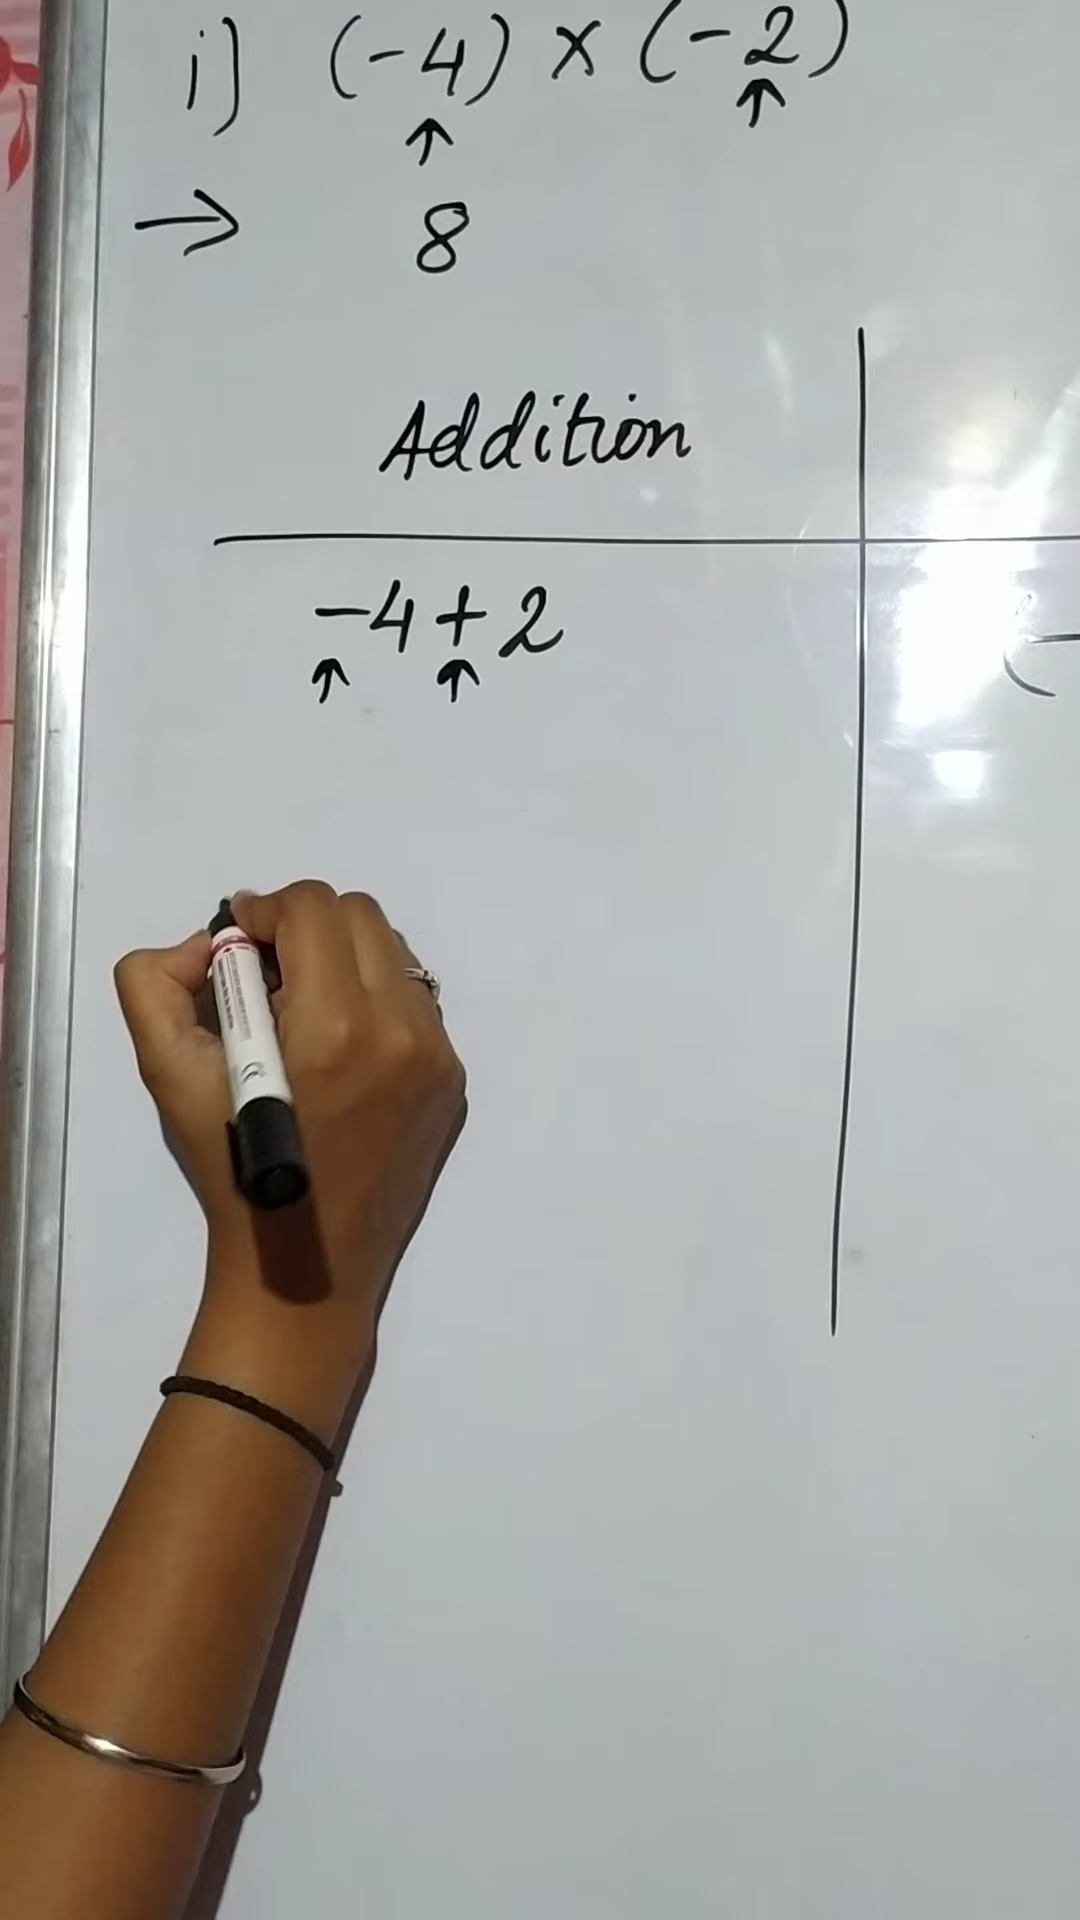 i) (-4) × (-2)
↑ ↑
→ 8
Addition
-4 + 2
↑ ↑